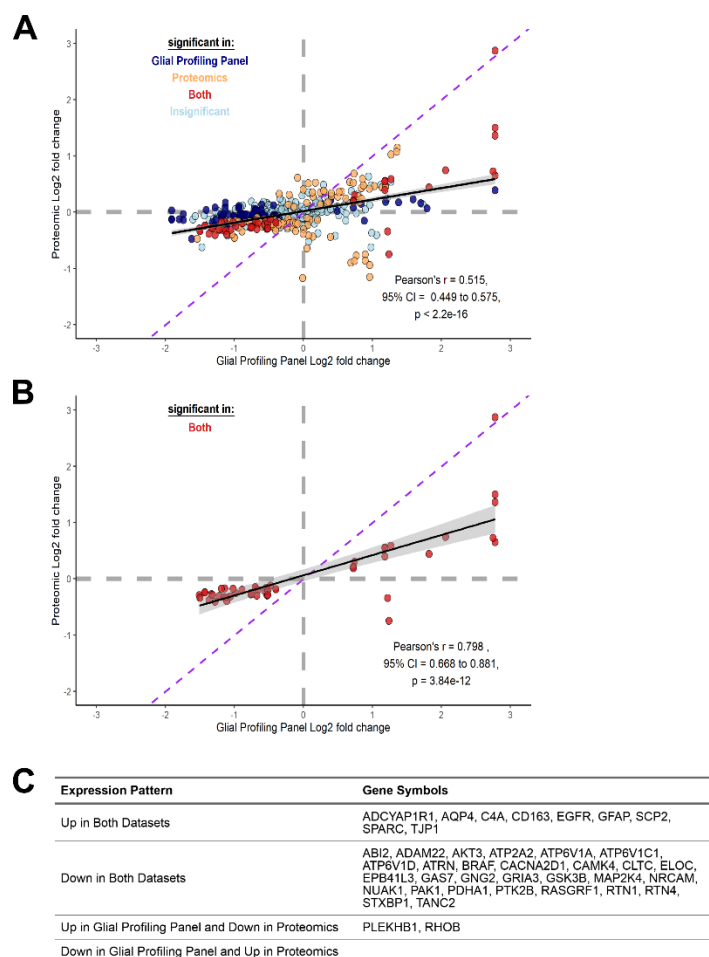 A
significant in:
Glial Profiling Panel
Proteomics
Both
Insignificant
3
2
1
0
-1
-2
Proteomic Log2 fold change
Pearson's r = 0.515,
95% CI = 0.449 to 0.575,
p < 2.2e-16
-3 -2 -1 0 1 2 3
Glial Profiling Panel Log2 fold change
B
significant in:
Both
3
2
1
0
-1
-2
Proteomic Log2 fold change
Pearson's r = 0.798 ,
95% CI = 0.668 to 0.881,
p = 3.84e-12
-3 -2 -1 0 1 2 3
Glial Profiling Panel Log2 fold change
C
Expression Pattern Gene Symbols
Up in Both Datasets
ADCYAP1R1, AQP4, C4A, CD163, EGFR, GFAP, SCP2,
SPARC, TJP1
Down in Both Datasets
ABI2, ADAM22, AKT3, ATP2A2, ATP6V1A, ATP6V1C1,
ATP6V1D, ATRN, BRAF, CACNA2D1, CAMK4, CLTC, ELOC,
EPB41L3, GAS7, GNG2, GRIA3, GSK3B, MAP2K4, NRCAM,
NUAK1, PAK1, PDHA1, PTK2B, RASGRF1, RTN1, RTN4,
STXBP1, TANC2
Up in Glial Profiling Panel and Down in Proteomics PLEKHB1, RHOB
Down in Glial Profiling Panel and Up in Proteomics